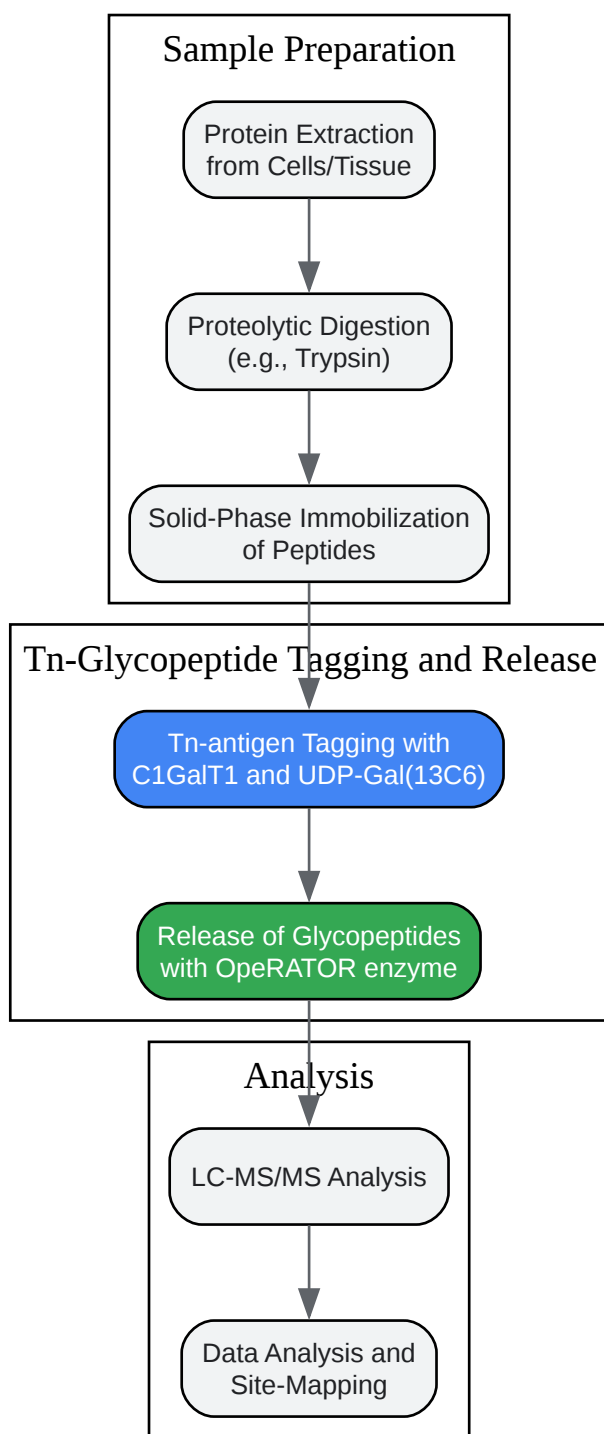 Sample Preparation
Protein Extraction
from Cells/Tissue
Proteolytic Digestion
(e.g., Trypsin)
Solid-Phase Immobilization
of Peptides
Tn-Glycopeptide Tagging and Release
Tn-antigen Tagging with
C1GalT1 and UDP-Gal(13C6)
Release of Glycopeptides
with OpeRATOR enzyme
Analysis
LC-MS/MS Analysis
Data Analysis and
Site-Mapping